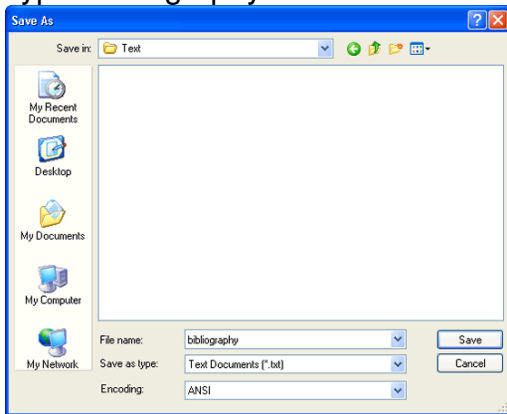 Save As
Save in: Text
My Recent
Documents
Desktop
My Documents
My Computer
My Network
File name: bibliography Save
Save as type: Text Documents (*.txt) Cancel
Encoding: ANSI